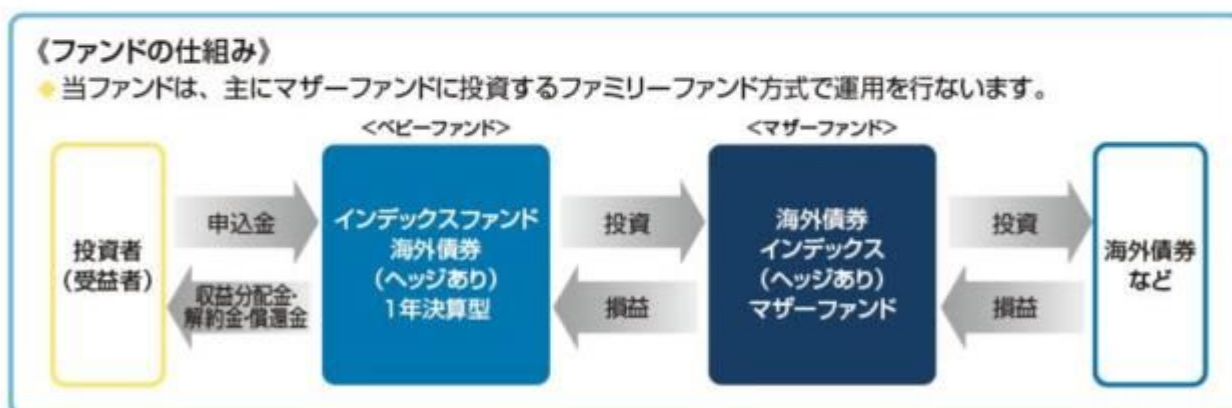 《ファンドの仕組み》
◆当ファンドは、主にマザーファンドに投資するファミリーファンド方式で運用を行ないます。
<ベビーファンド>
<マザーファンド>
投資者
(受益者)
申込金
収益分配金・
解約金・償還金
インデックスファンド
海外債券
(ヘッジあり)
1年決算型
投資
損益
海外債券
インデックス
(ヘッジあり)
マザーファンド
投資
損益
海外債券
など